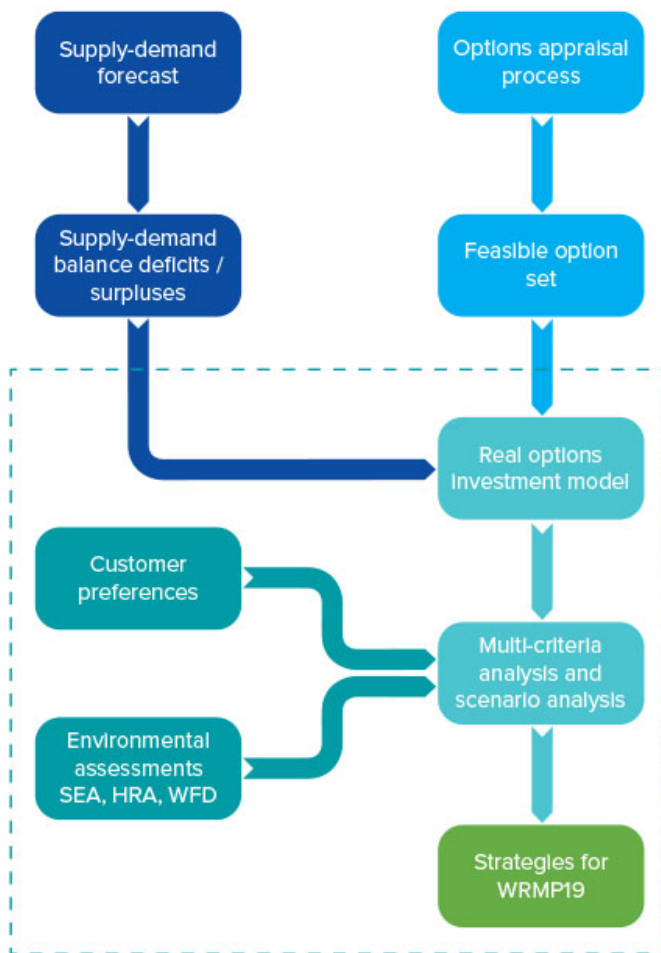 Supply-demand
forecast
Options appraisal
process
Supply-demand
balance deficits /
surpluses
Feasible option
set
Real options
investment model
Customer
preferences
Multi-criteria
analysis and
scenario analysis
Environmental
assessments
SEA, HRA, WFD
Strategies for
WRMP19